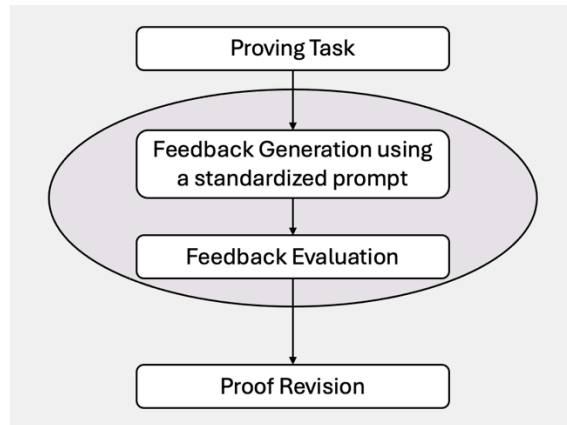 Proving Task
Feedback Generation using
a standardized prompt
Feedback Evaluation
Proof Revision